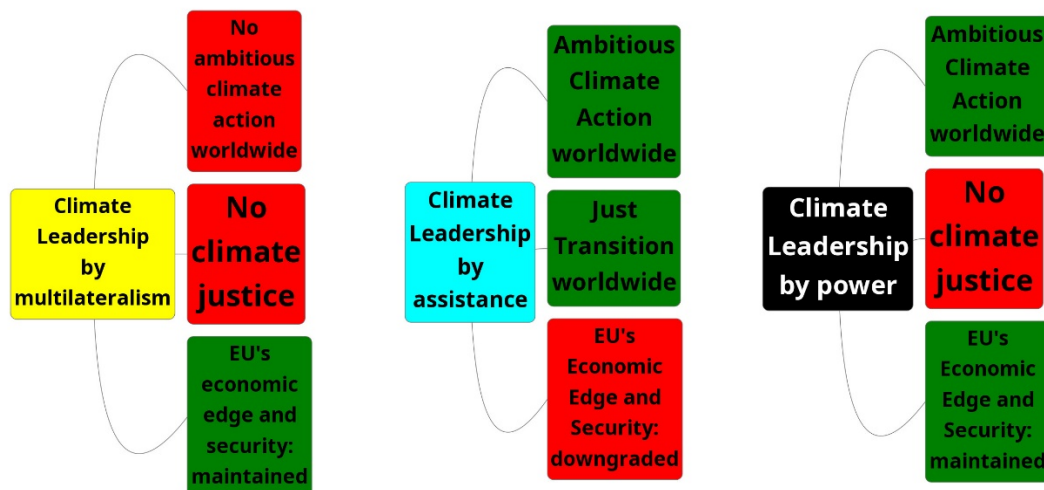 Climate
Leadership
by
multilateralism
No
ambitious
climate
action
worldwide
No
climate
justice
EU's
economic
edge and
security:
maintained
Climate
Leadership
by
assistance
Ambitious
Climate
Action
worldwide
Just
Transition
worldwide
EU's
Economic
Edge and
Security:
downgraded
Climate
Leadership
by power
Ambitious
Climate
Action
worldwide
No
climate
justice
EU's
Economic
Edge and
Security:
maintained